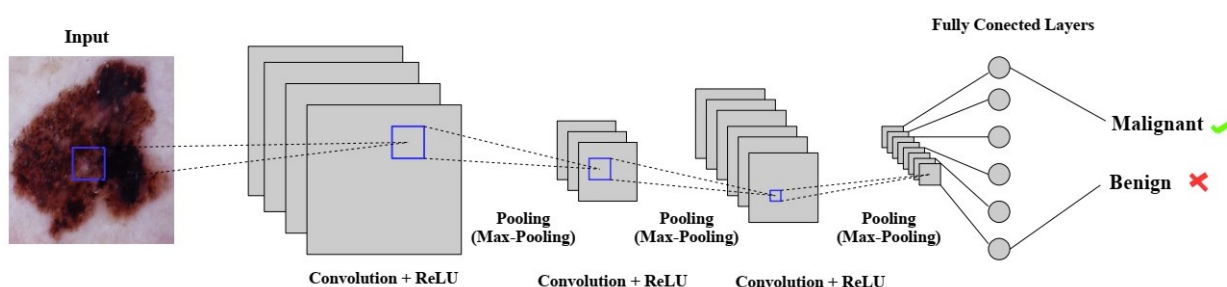 Input
Fully Conected Layers
Malignant
Benign
Pooling
(Max-Pooling)
Pooling
(Max-Pooling)
Pooling
(Max-Pooling)
Convolution + ReLU
Convolution + ReLU
Convolution + ReLU